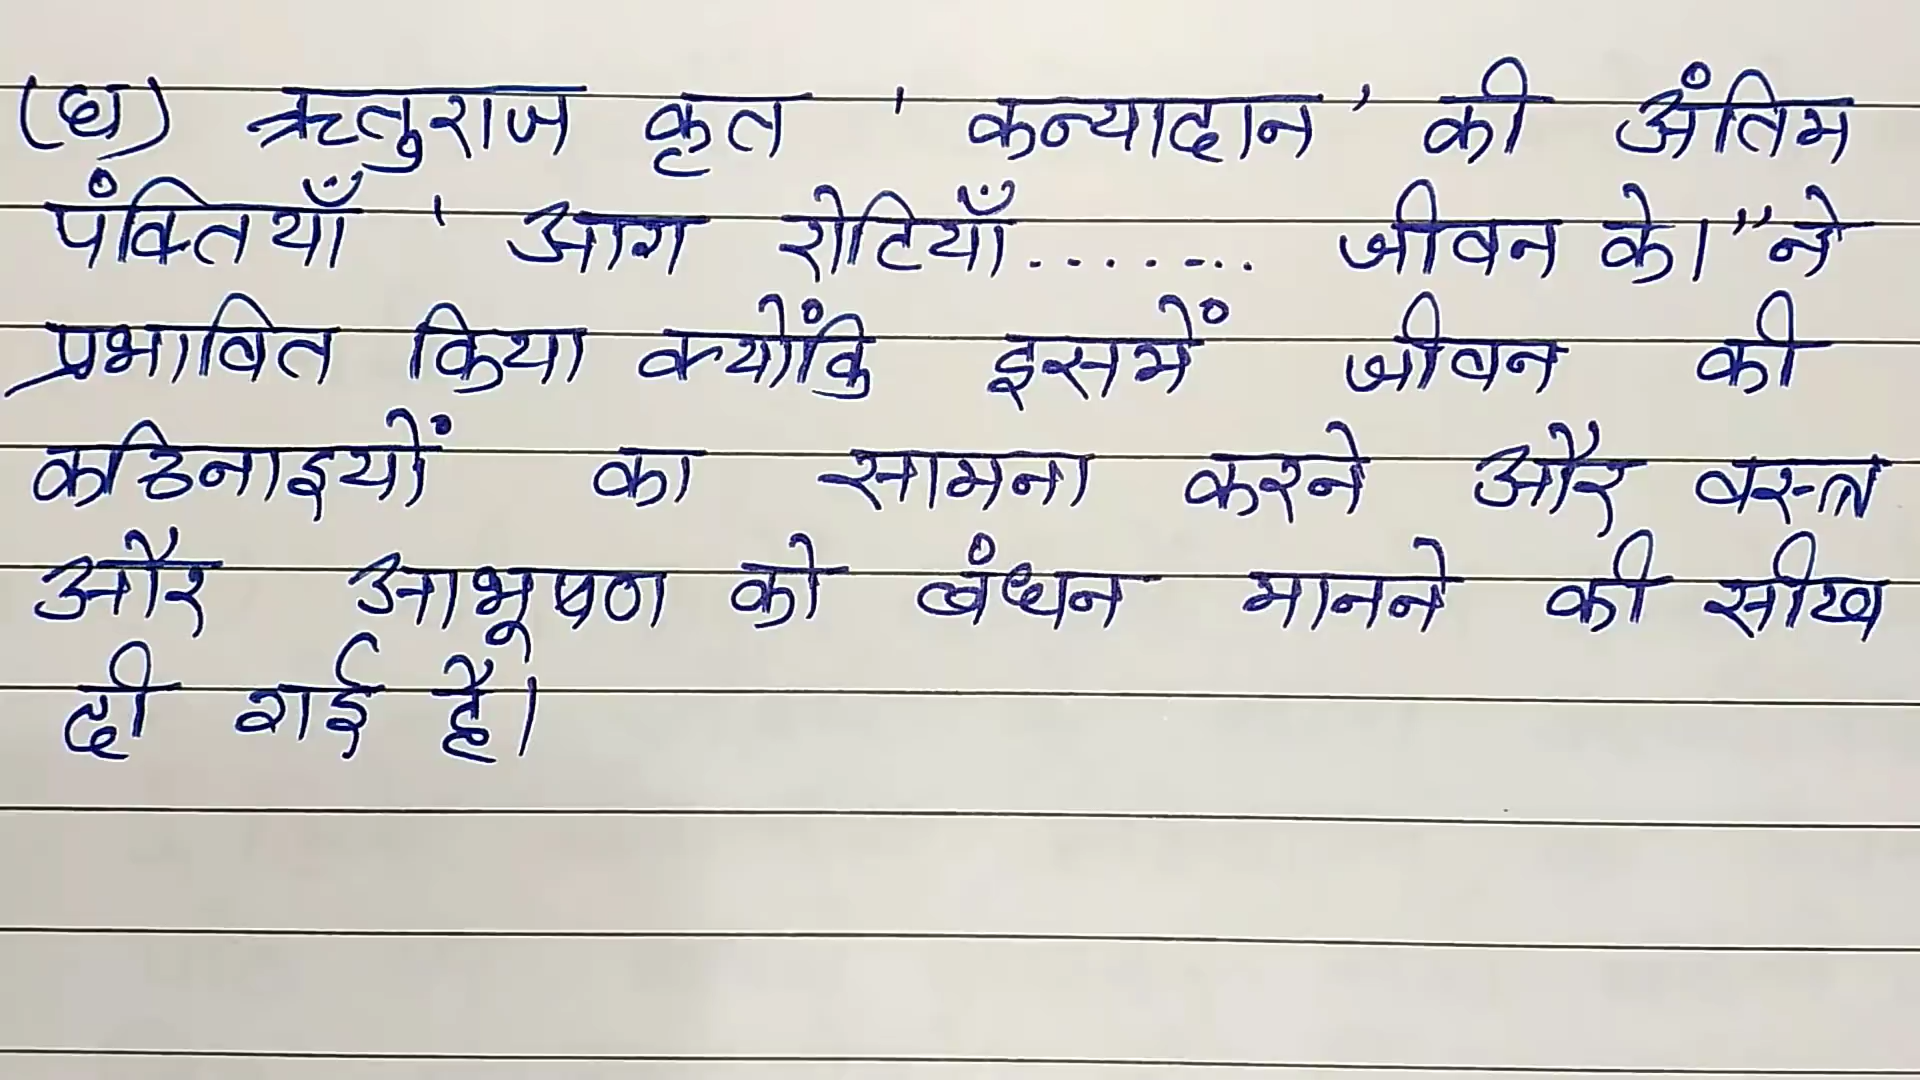 (घ) ऋतुराज कृत ' कन्यादान ' की अंतिम
पंक्तियाँ ' आग रोटियाँ........ जीवन के।" ने
प्रभावित किया क्योंकि इसमें जीवन की
कठिनाइयों का सामना करने और वस्त्र
और आभूषण को बंधन मानने की सीख
दी गई है।